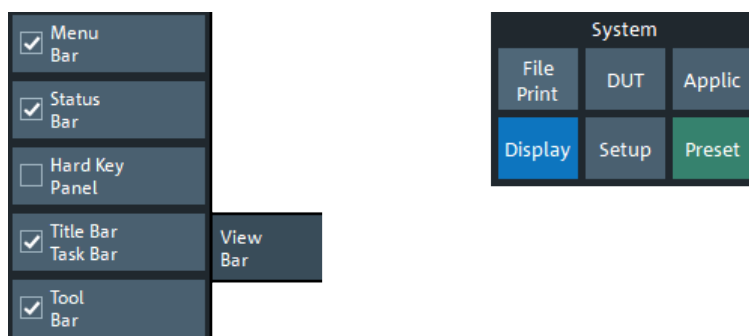 Menu
Bar
Status
Bar
Hard Key
Panel
Title Bar
Task Bar
Tool
Bar
View
Bar
System
File
Print
DUT
Applic
Display
Setup
Preset